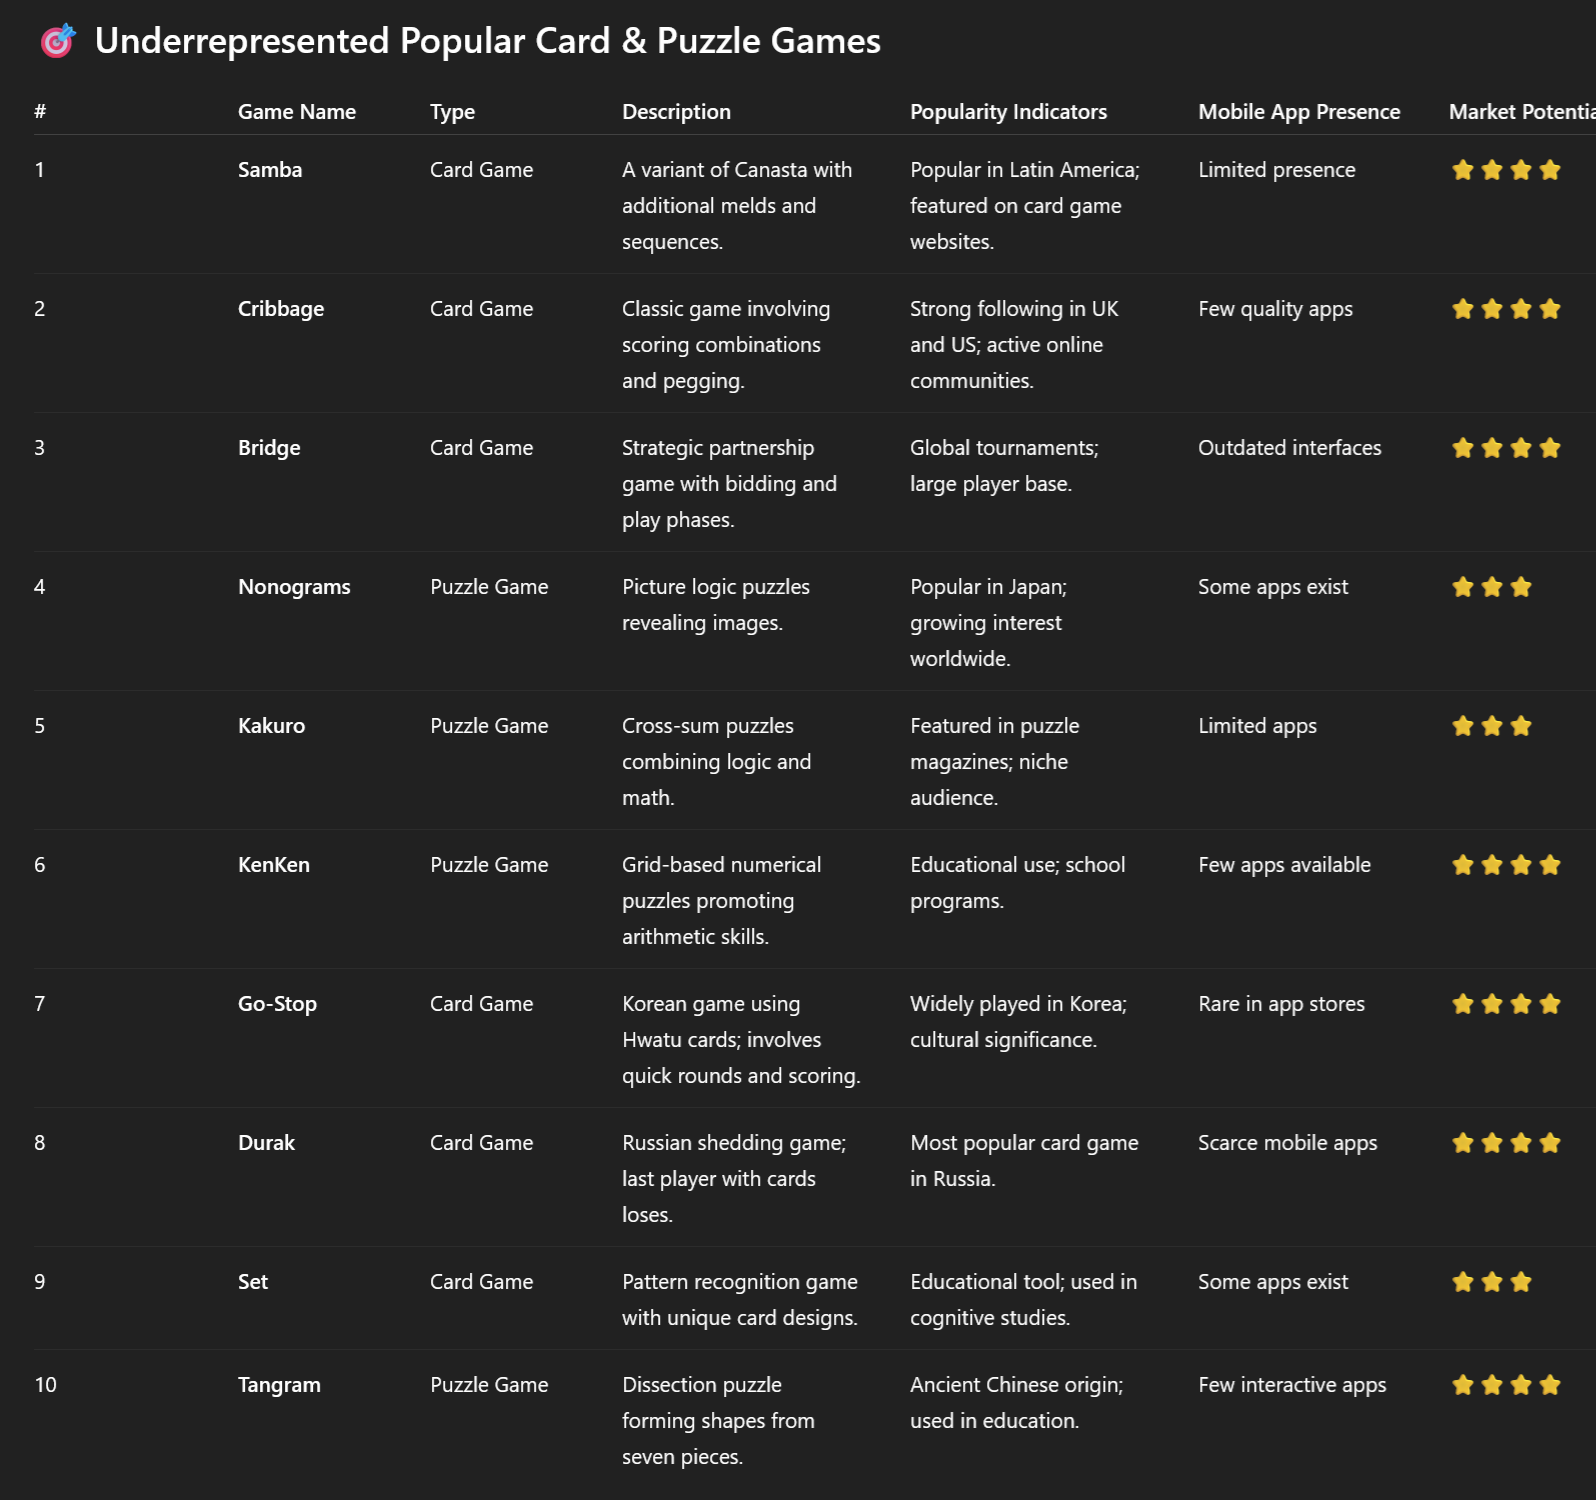 🎯 Underrepresented Popular Card & Puzzle Games
# Game Name Type Description Popularity Indicators Mobile App Presence Market Potentia
1 Samba Card Game A variant of Canasta with Popular in Latin America; Limited presence ⭐⭐⭐⭐
additional melds and featured on card game
sequences. websites.
2 Cribbage Card Game Classic game involving Strong following in UK Few quality apps ⭐⭐⭐⭐
scoring combinations and US; active online
and pegging. communities.
3 Bridge Card Game Strategic partnership Global tournaments; Outdated interfaces ⭐⭐⭐⭐
game with bidding and large player base.
play phases.
4 Nonograms Puzzle Game Picture logic puzzles Popular in Japan; Some apps exist ⭐⭐⭐
revealing images. growing interest
worldwide.
5 Kakuro Puzzle Game Cross-sum puzzles Featured in puzzle Limited apps ⭐⭐⭐
combining logic and magazines; niche
math. audience.
6 KenKen Puzzle Game Grid-based numerical Educational use; school Few apps available ⭐⭐⭐⭐
puzzles promoting programs.
arithmetic skills.
7 Go-Stop Card Game Korean game using Widely played in Korea; Rare in app stores ⭐⭐⭐⭐
Hwatu cards; involves cultural significance.
quick rounds and scoring.
8 Durak Card Game Russian shedding game; Most popular card game Scarce mobile apps ⭐⭐⭐⭐
last player with cards in Russia.
loses.
9 Set Card Game Pattern recognition game Educational tool; used in Some apps exist ⭐⭐⭐
with unique card designs. cognitive studies.
10 Tangram Puzzle Game Dissection puzzle Ancient Chinese origin; Few interactive apps ⭐⭐⭐⭐
forming shapes from used in education.
seven pieces.